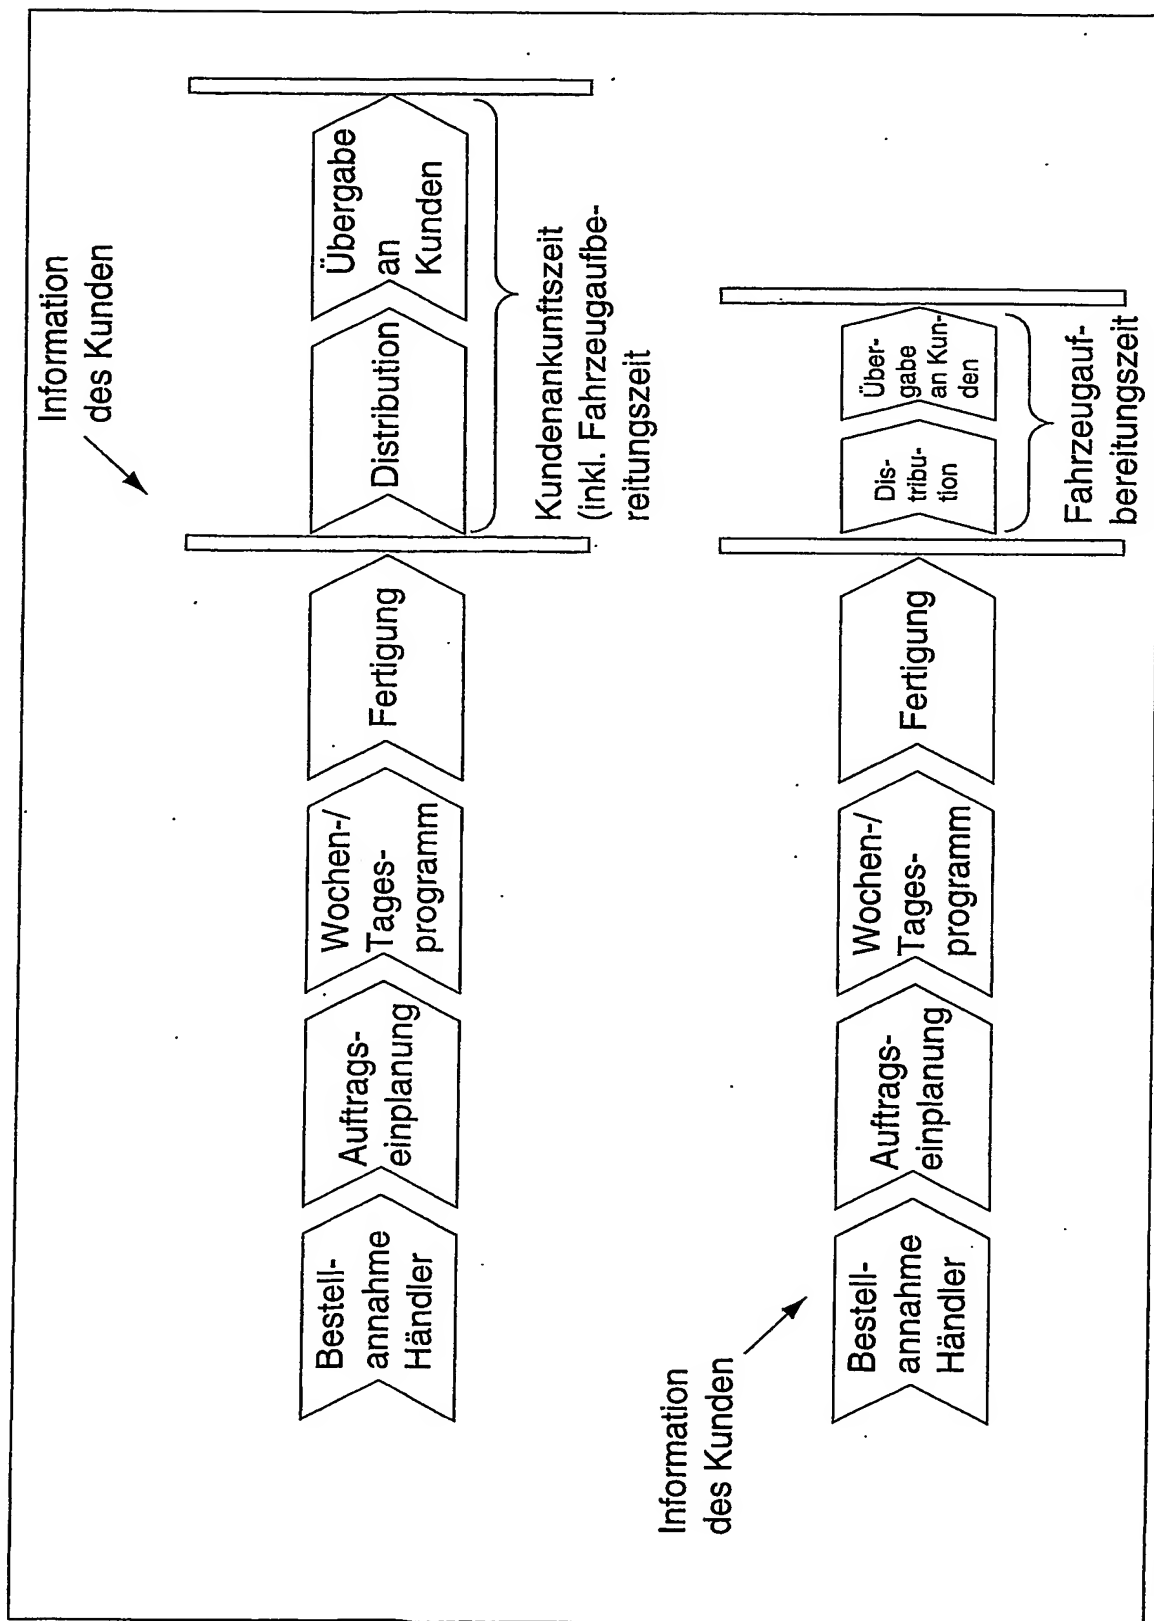 Information
des Kunden
Bestell-
annahme
Händler
Auftrags-
einplanung
Wochen-/
Tages-
programm
Fertigung
Distribution
Übergabe
an
Kunden
Kundenankunftszeit
(inkl. Fahrzeugaufbe-
reitungszeit
Information
des Kunden
Bestell-
annahme
Händler
Auftrags-
einplanung
Wochen-/
Tages-
programm
Fertigung
Dis-
tribu-
tion
Über-
gabe
an Kun-
den
Fahrzeugauf-
bereitungszeit